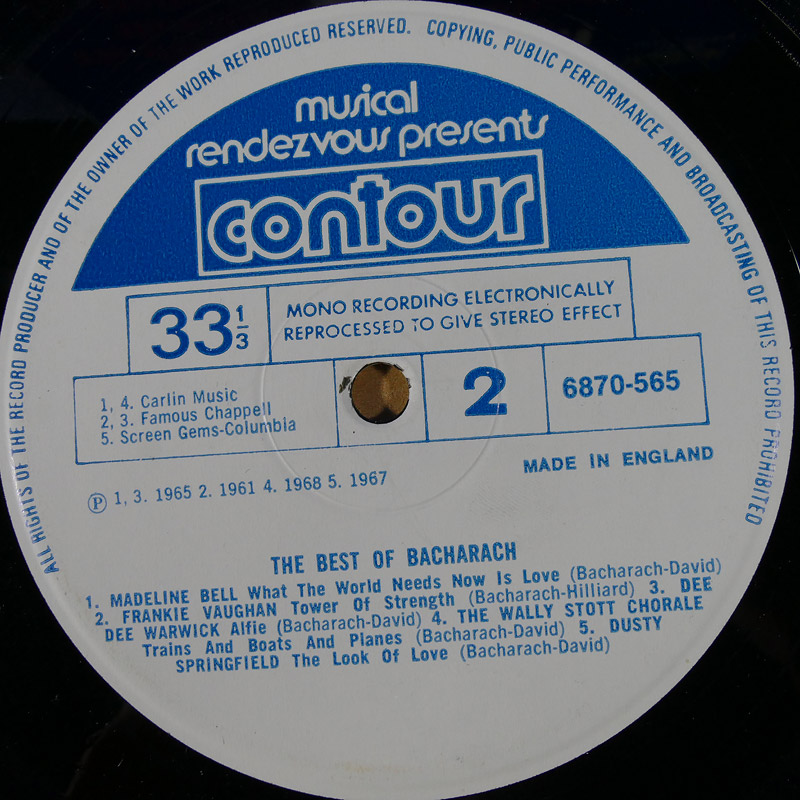 ALL RIGHTS OF THE RECORD PRODUCER AND OF THE OWNER OF THE WORK REPRODUCED RESERVED. COPYING, PUBLIC PERFORMANCE AND BROADCASTING OF THIS RECORD PROHIBITED
musical
rendezvous presents
contour
33 1/3
MONO RECORDING ELECTRONICALLY
REPROCESSED TO GIVE STEREO EFFECT
1, 4. Carlin Music
2, 3. Famous Chappell
5. Screen Gems-Columbia
2
6870-565
MADE IN ENGLAND
Ⓟ 1, 3. 1965 2. 1961 4. 1968 5. 1967
THE BEST OF BACHARACH
1. MADELINE BELL What The World Needs Now Is Love (Bacharach-David)
2. FRANKIE VAUGHAN Tower Of Strength (Bacharach-Hilliard) 3. DEE
DEE WARWICK Alfie (Bacharach-David) 4. THE WALLY STOTT CHORALE
Trains And Boats And Planes (Bacharach-David) 5. DUSTY
SPRINGFIELD The Look Of Love (Bacharach-David)